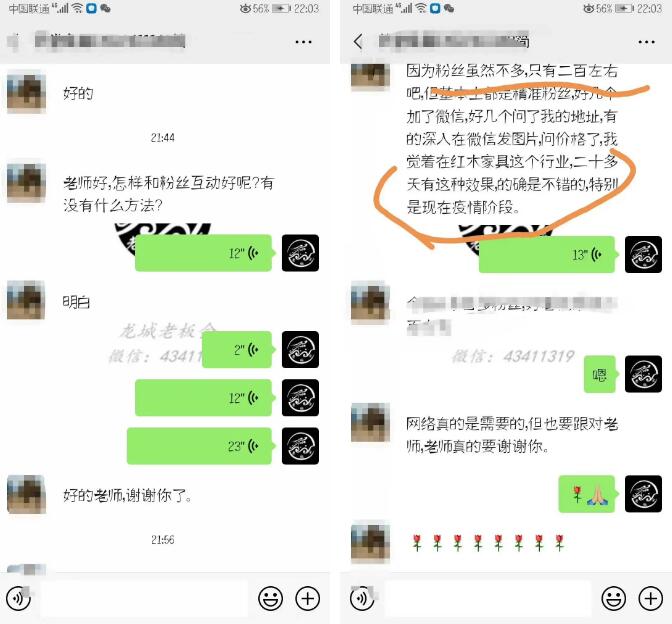 中国联通 56% 22:03
好的
21:44
老师好,怎样和粉丝互动好呢?有
没有什么方法?
12"
明白
龙城老板会
微信：43411
2"
12"
23"
好的老师,谢谢你了。
21:56
中国联通 56% 22:03
因为粉丝虽然不多,只有二百左右
吧,但基本上都是精准粉丝,好几个
加了微信,好几个问了我的地址,有
的深入在微信发图片,问价格了,我
觉着在红木家具这个行业,二十多
天有这种效果,的确是不错的,特别
是现在疫情阶段。
13"
微信：43411319
嗯
网络真的是需要的,但也要跟对老
师,老师真的要谢谢你。